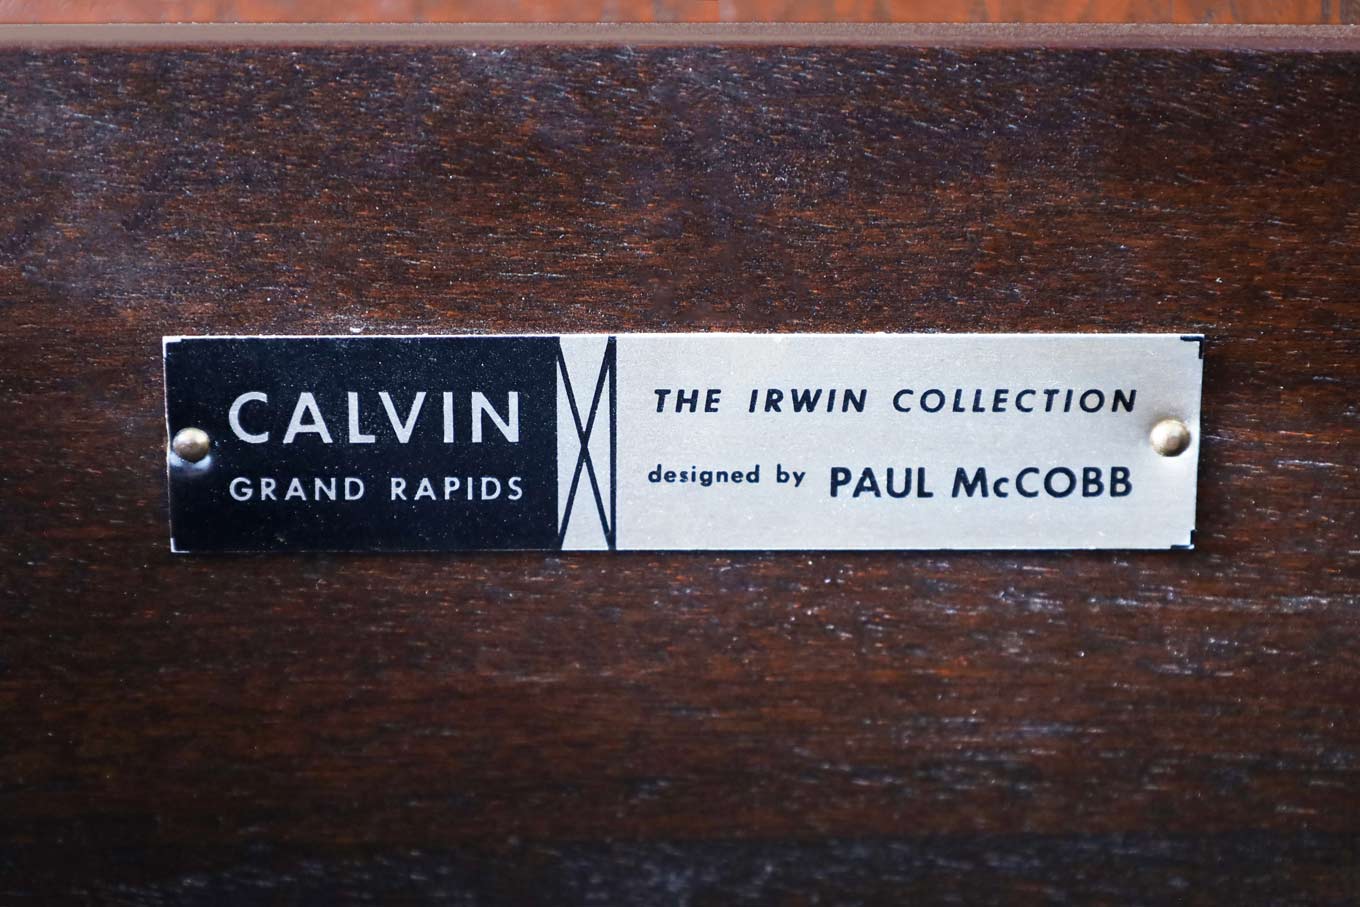 CALVIN
GRAND RAPIDS
THE IRWIN COLLECTION
designed by PAUL McCOBB